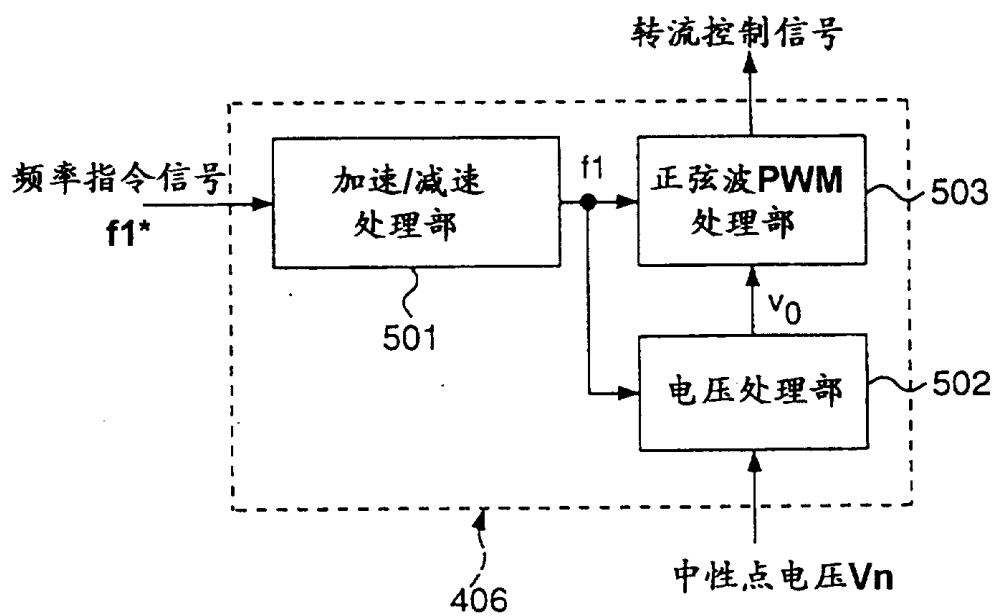 转流控制信号
频率指令信号
f1*
加速/减速
处理部
501
f1
正弦波PWM
处理部
503
v0
电压处理部
502
406
中性点电压Vn